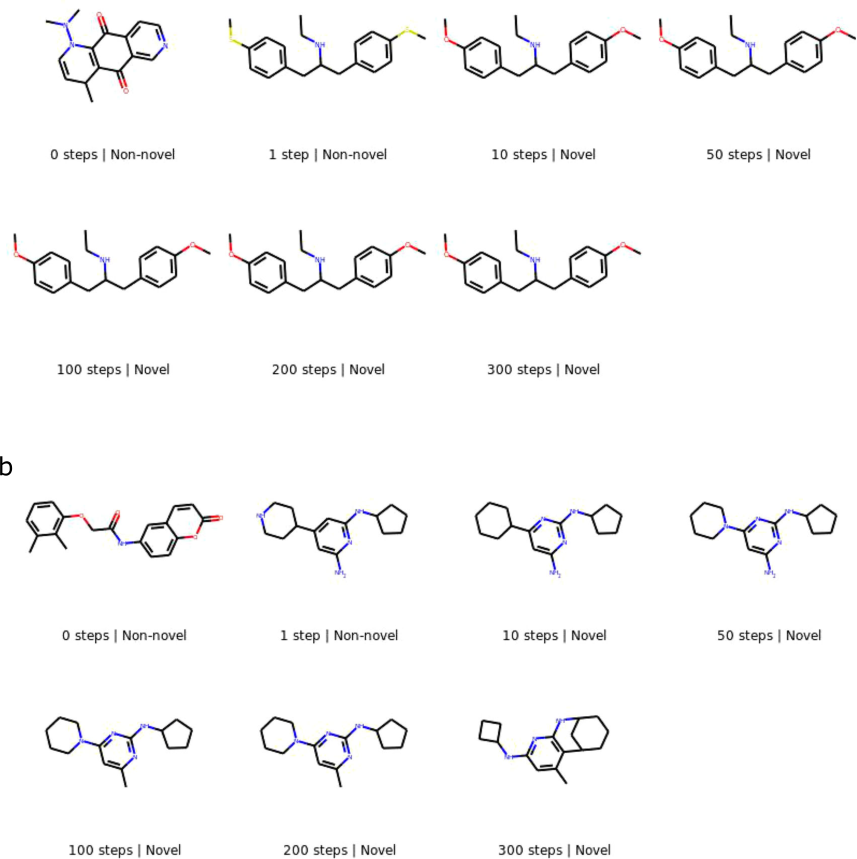 0 steps | Non-novel
1 step | Non-novel
10 steps | Novel
50 steps | Novel
100 steps | Novel
200 steps | Novel
300 steps | Novel
b
0 steps | Non-novel
1 step | Non-novel
10 steps | Novel
50 steps | Novel
100 steps | Novel
200 steps | Novel
300 steps | Novel